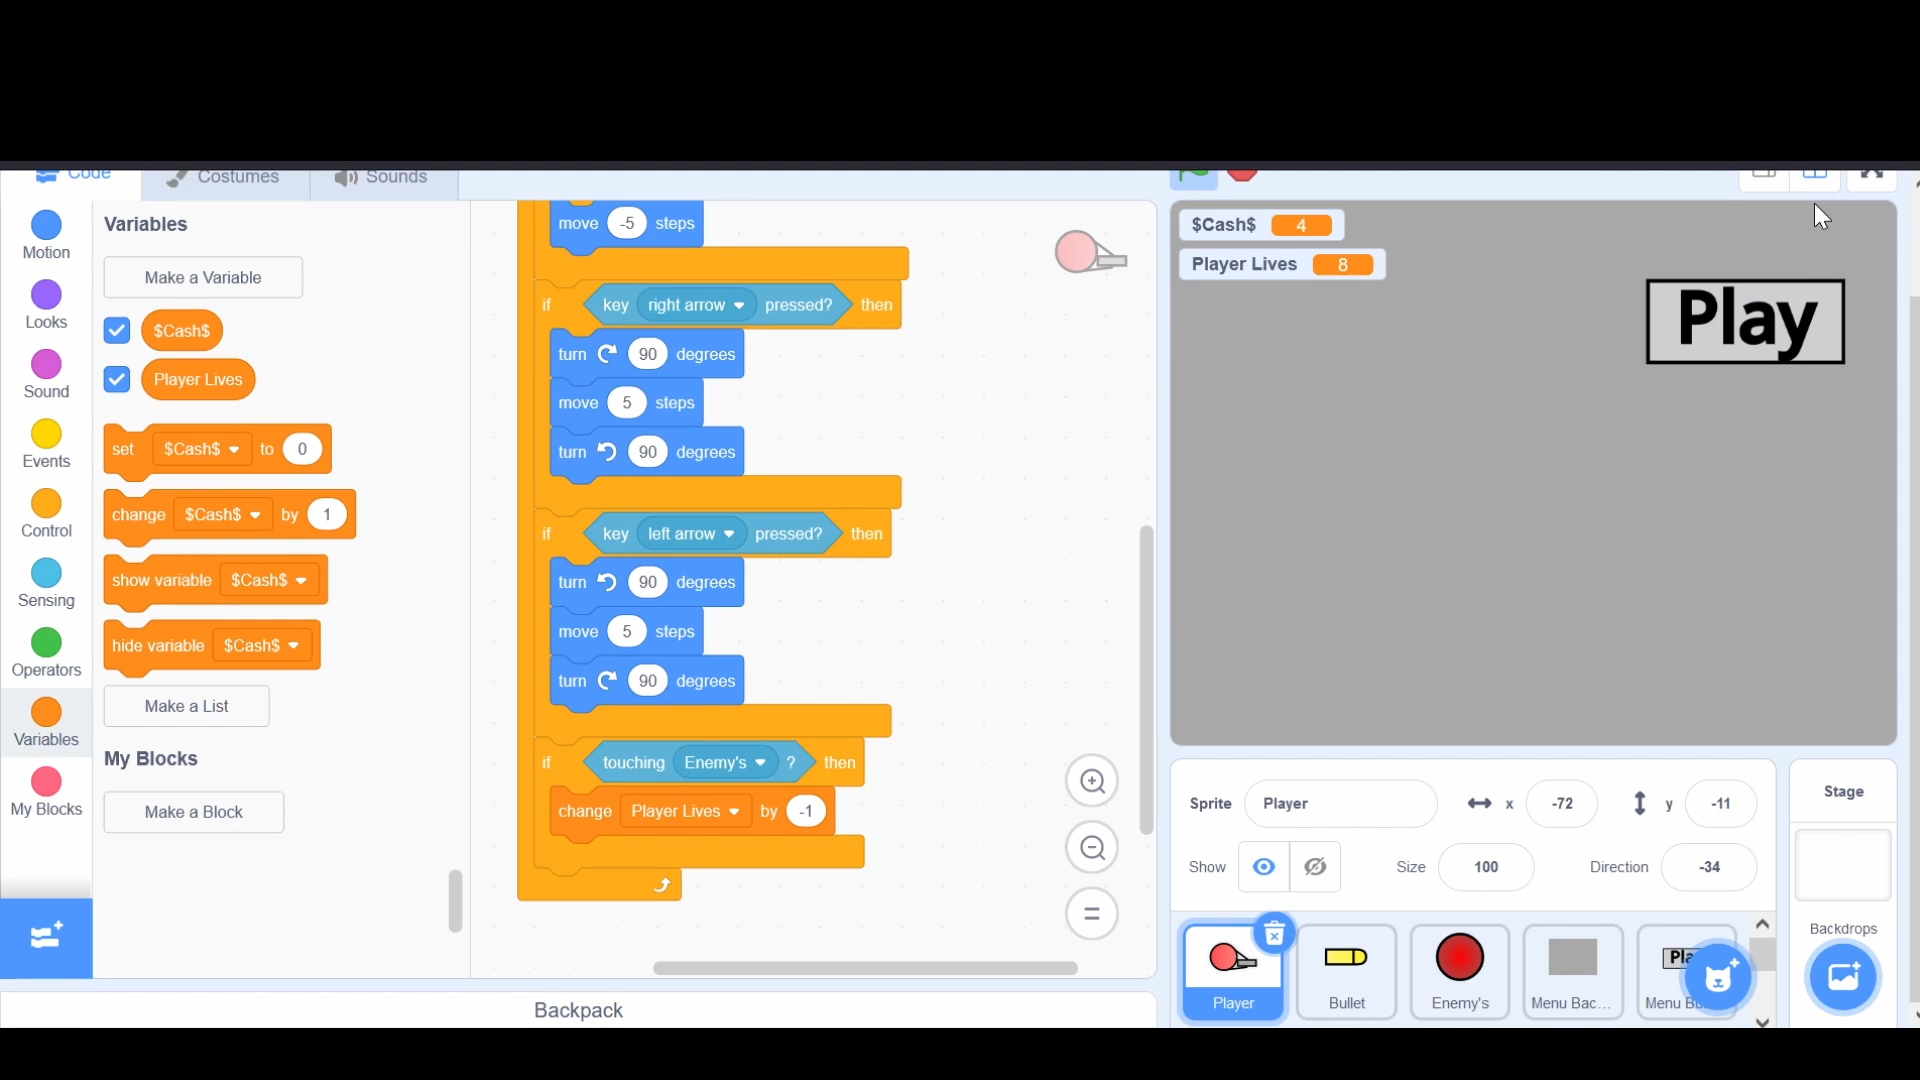 Code Costumes Sounds
Motion
Looks
Sound
Events
Control
Sensing
Operators
Variables
My Blocks
Variables
Make a Variable
$Cash$
Player Lives
set $Cash$ to 0
change $Cash$ by 1
show variable $Cash$
hide variable $Cash$
Make a List
My Blocks
Make a Block
move -5 steps
if key right arrow pressed? then
turn 90 degrees
move 5 steps
turn 90 degrees
if key left arrow pressed? then
turn 90 degrees
move 5 steps
turn 90 degrees
if touching Enemy's ? then
change Player Lives by -1
Backpack
$Cash$ 4
Player Lives 8
Play
Sprite Player x -72 y -11
Show Size 100 Direction -34
Player
Bullet
Enemy's
Menu Bac...
Menu
Stage
Backdrops